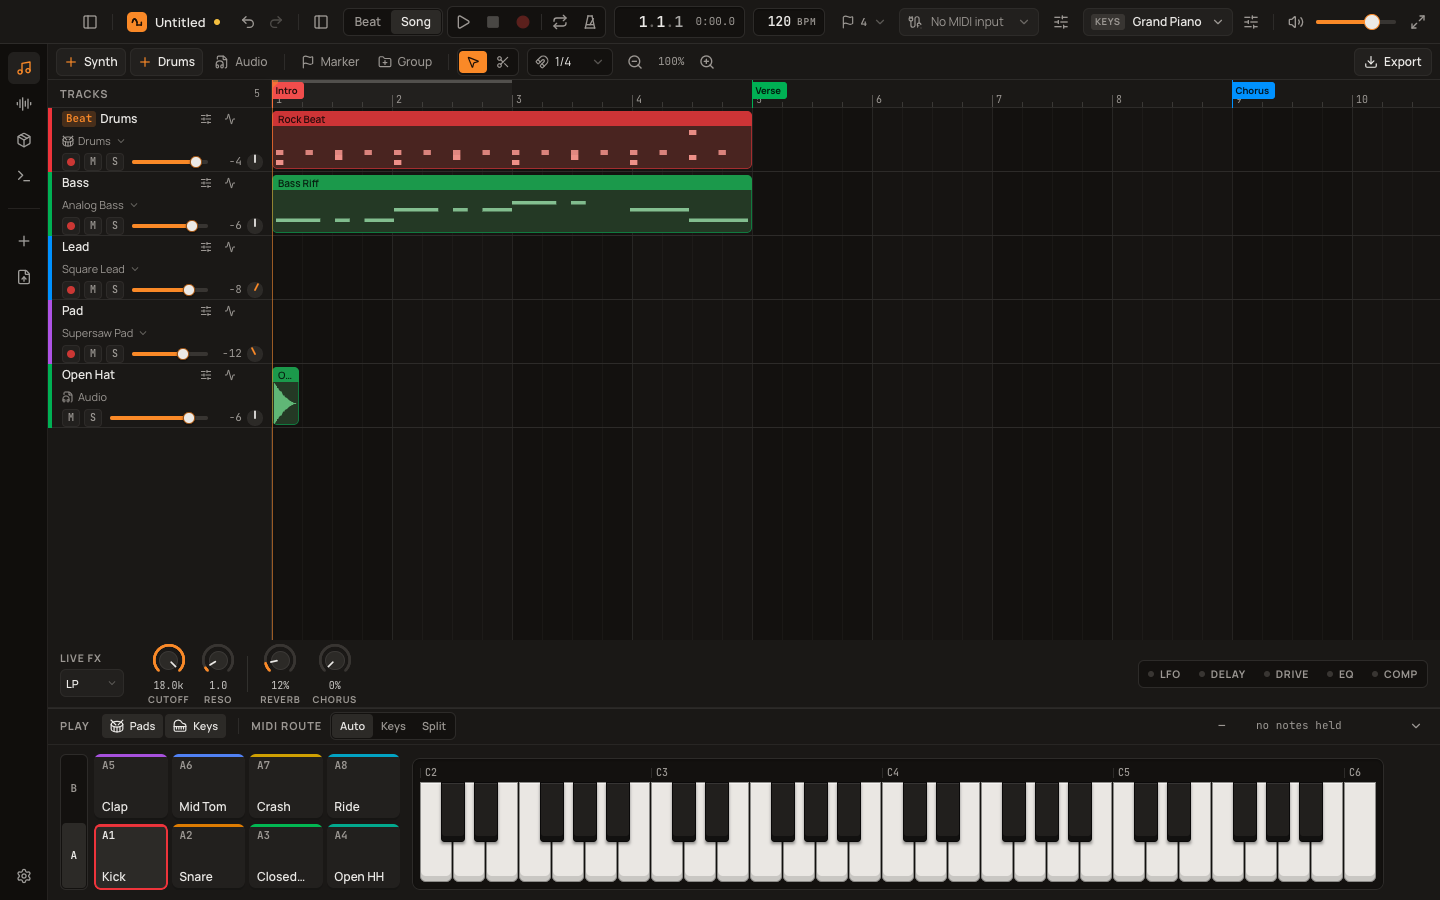 Untitled
Beat Song
1.1.1 0:00.0
120 BPM
4
No MIDI input
KEYS Grand Piano
Synth
Drums
Audio
Marker
Group
1/4
100%
Export
TRACKS 5
Intro Verse Chorus
1 2 3 4 5 6 7 8 9 10
Beat Drums
Drums
M S -4
Rock Beat
Bass
Analog Bass
M S -6
Bass Riff
Lead
Square Lead
M S -8
Pad
Supersaw Pad
M S -12
Open Hat
Audio
M S -6
O...
LIVE FX
LP
18.0k 1.0 12% 0%
CUTOFF RESO REVERB CHORUS
LFO DELAY DRIVE EQ COMP
PLAY Pads Keys MIDI ROUTE Auto Keys Split
– no notes held
B
A
A5 A6 A7 A8
Clap Mid Tom Crash Ride
A1 A2 A3 A4
Kick Snare Closed... Open HH
C2 C3 C4 C5 C6